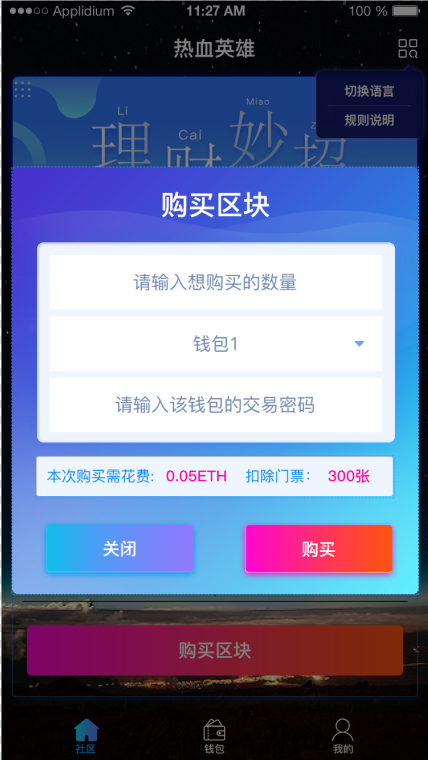 ●●●○○ Applidium 11:27 AM 100 %
热血英雄
切换语言
规则说明
Li
Cai
Miao
理财妙招
购买区块
请输入想购买的数量
钱包1
请输入该钱包的交易密码
本次购买需花费: 0.05ETH 扣除门票: 300张
关闭
购买
购买区块
社区
钱包
我的